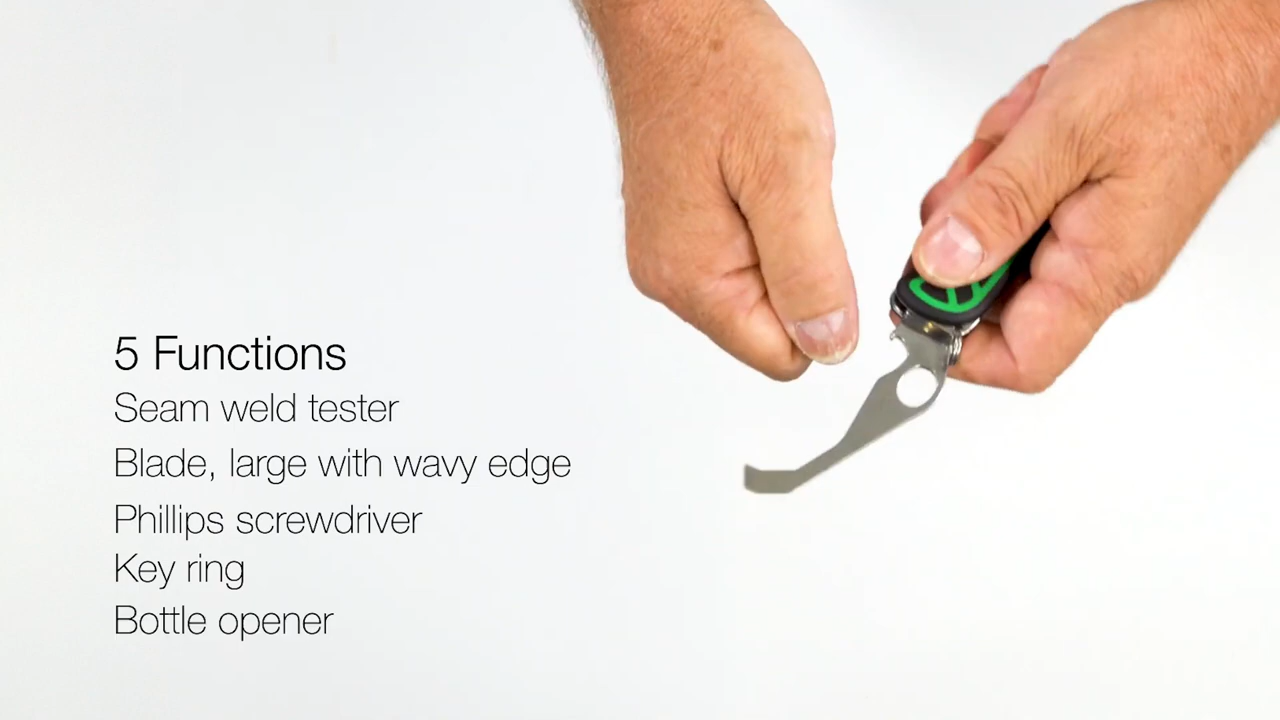 5 Functions
Seam weld tester
Blade, large with wavy edge
Phillips screwdriver
Key ring
Bottle opener